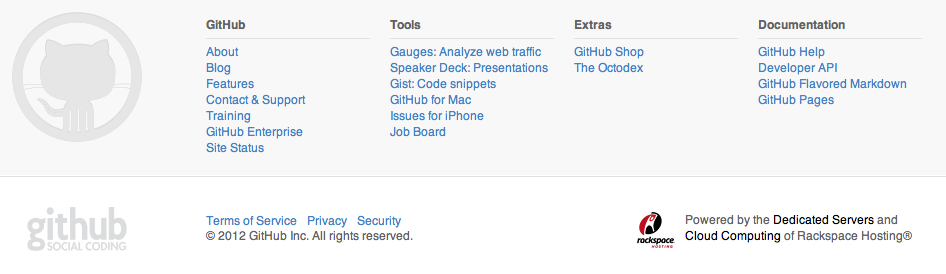 GitHub
About
Blog
Features
Contact & Support
Training
GitHub Enterprise
Site Status
Tools
Gauges: Analyze web traffic
Speaker Deck: Presentations
Gist: Code snippets
GitHub for Mac
Issues for iPhone
Job Board
Extras
GitHub Shop
The Octodex
Documentation
GitHub Help
Developer API
GitHub Flavored Markdown
GitHub Pages
github
SOCIAL CODING
Terms of Service Privacy Security
© 2012 GitHub Inc. All rights reserved.
rackspace
HOSTING
Powered by the Dedicated Servers and
Cloud Computing of Rackspace Hosting®